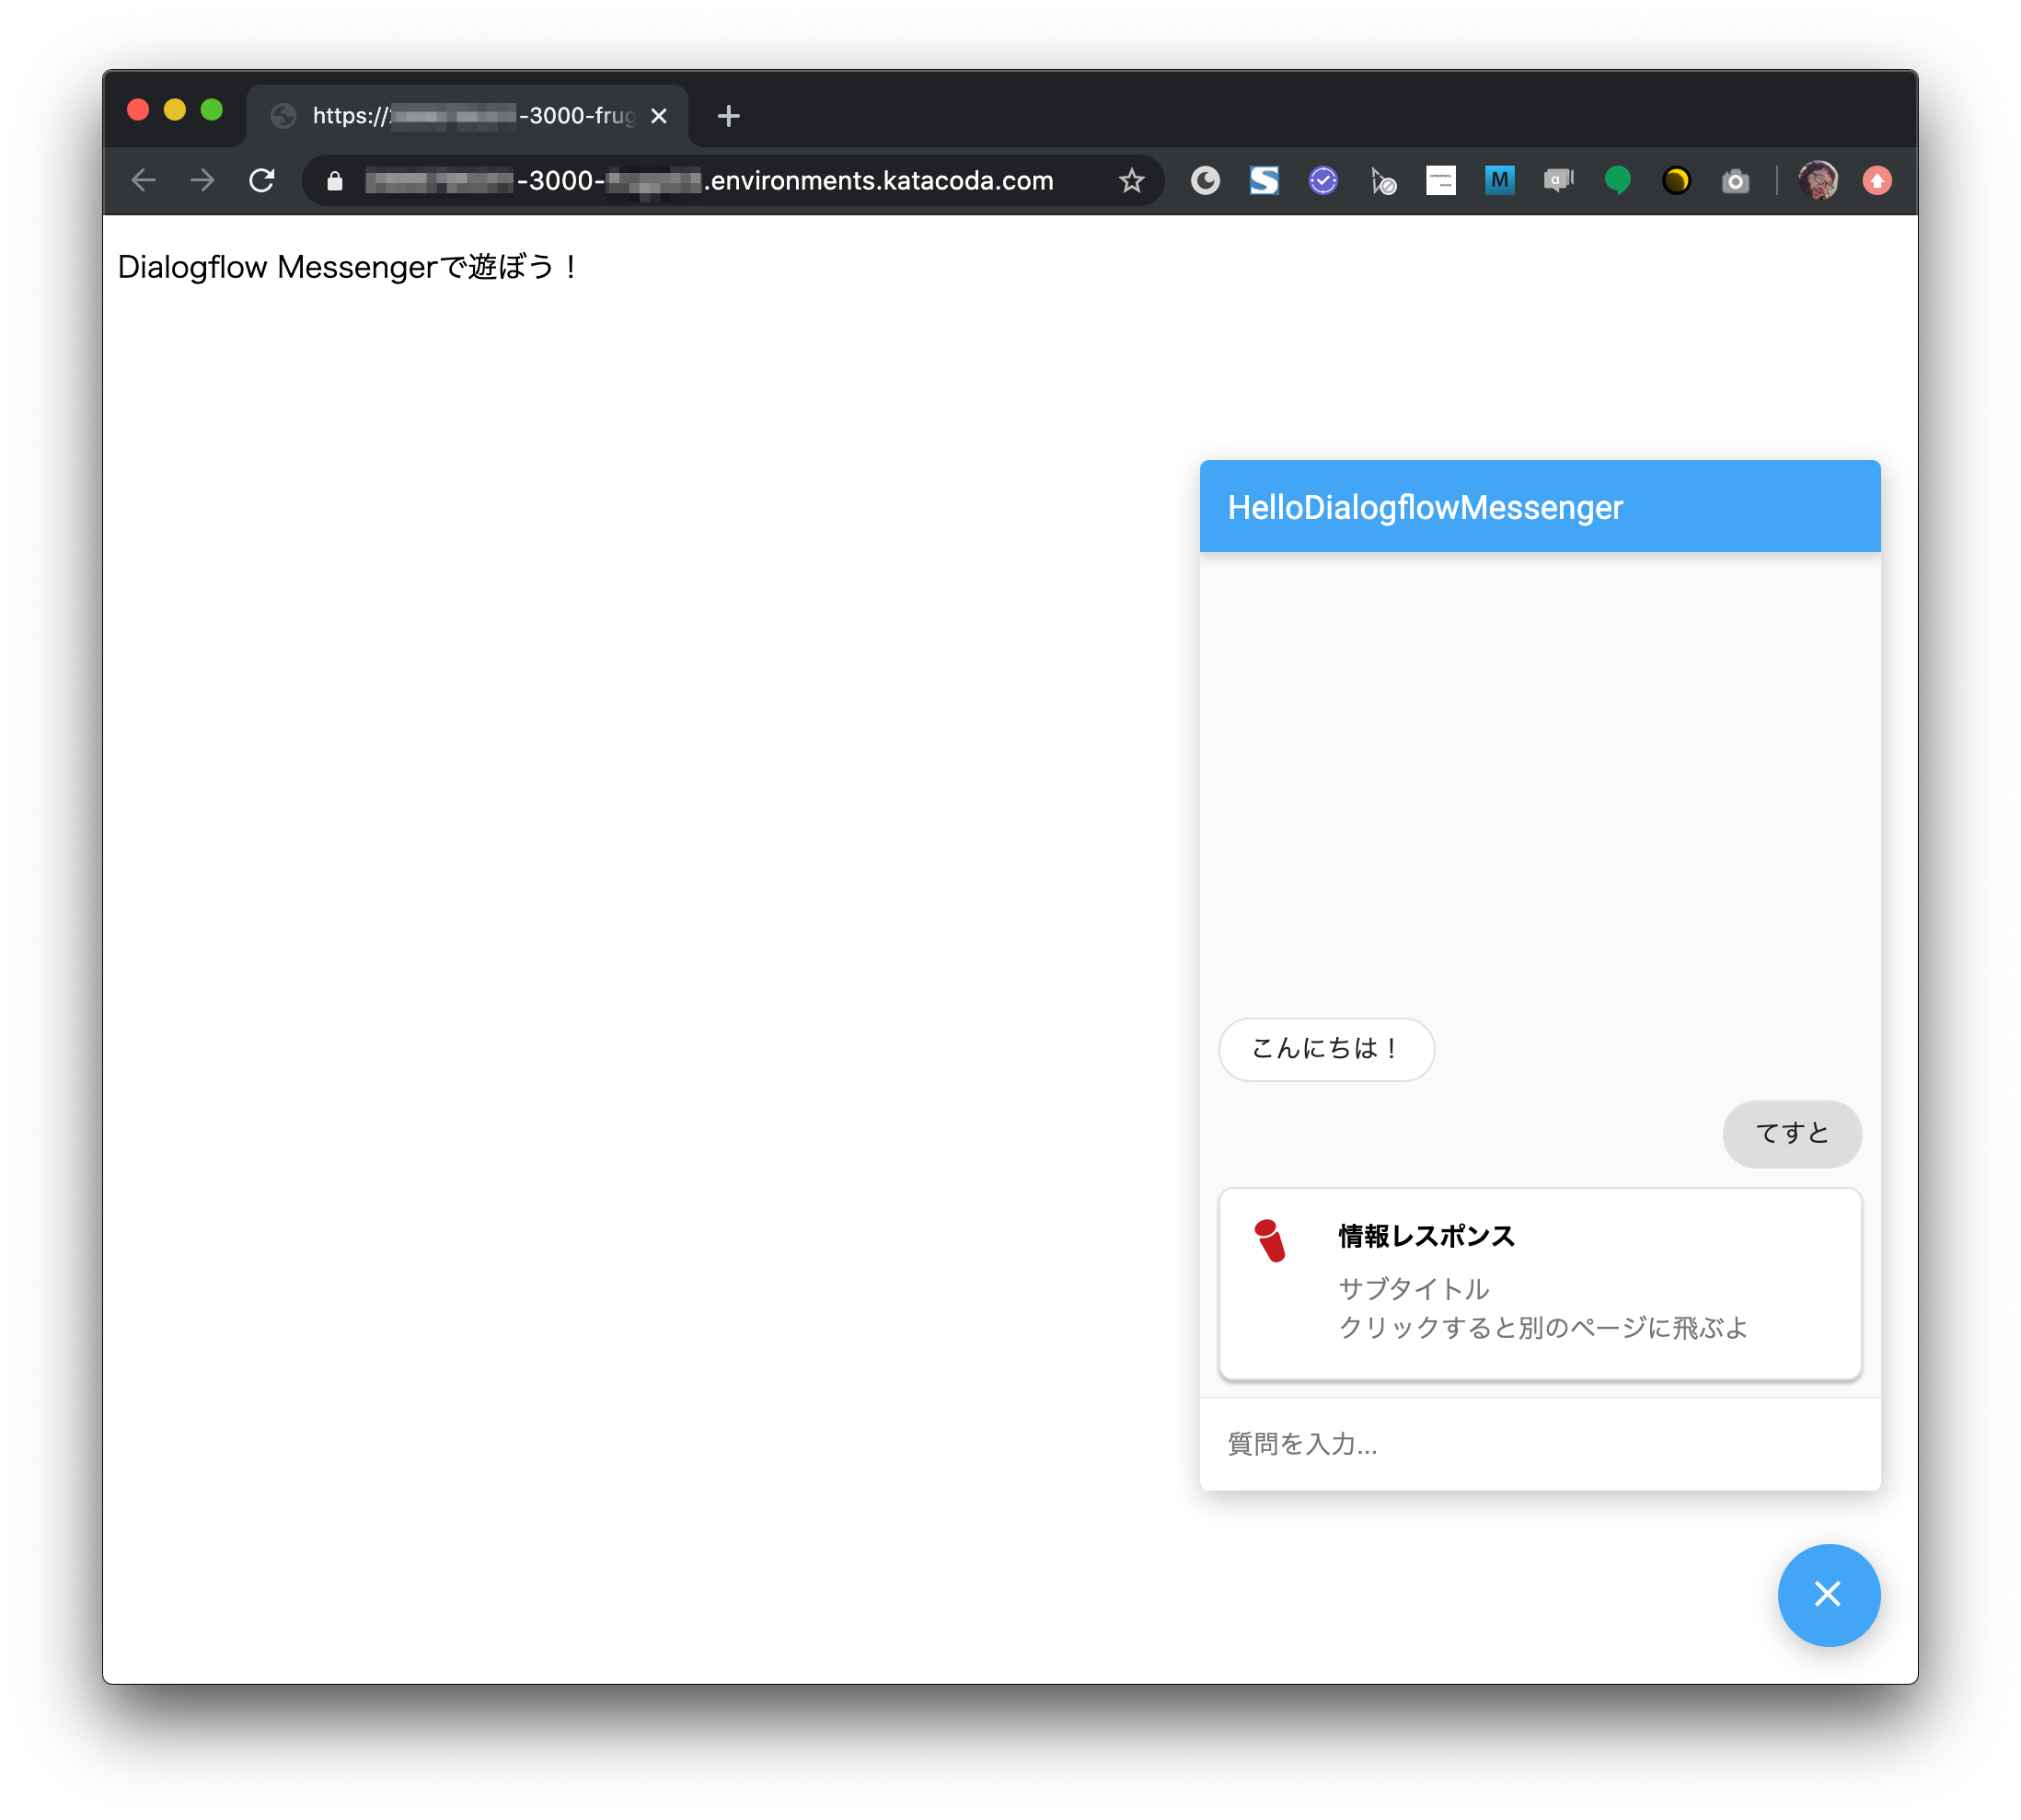 https:// -3000-frug
-3000- .environments.katacoda.com
Dialogflow Messengerで遊ぼう！
HelloDialogflowMessenger
こんにちは！
てすと
情報レスポンス
サブタイトル
クリックすると別のページに飛ぶよ
質問を入力...